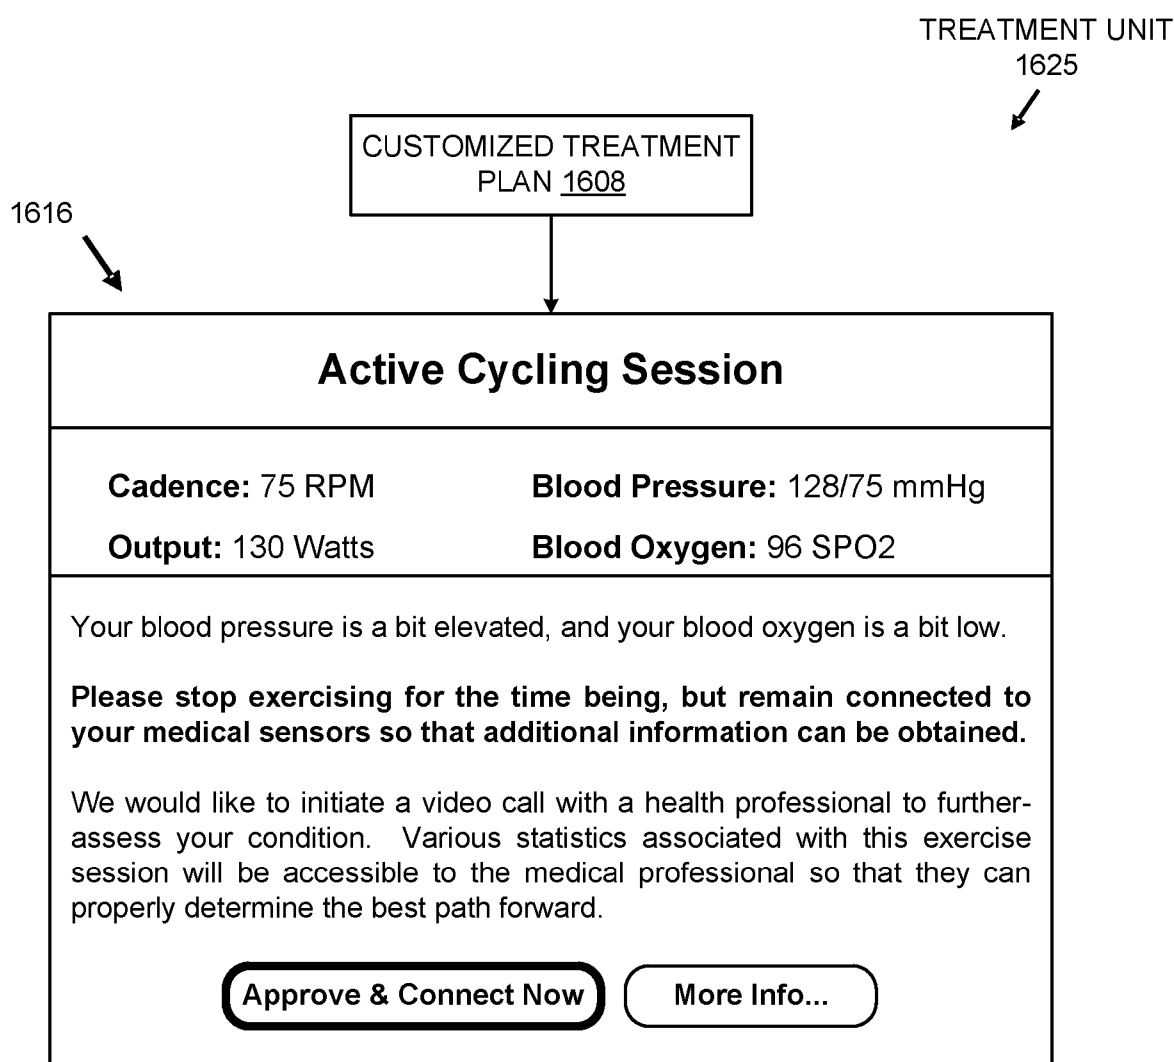 TREATMENT UNIT
1625
CUSTOMIZED TREATMENT
PLAN 1608
1616
Active Cycling Session
Cadence: 75 RPM Blood Pressure: 128/75 mmHg
Output: 130 Watts Blood Oxygen: 96 SPO2
Your blood pressure is a bit elevated, and your blood oxygen is a bit low.
Please stop exercising for the time being, but remain connected to
your medical sensors so that additional information can be obtained.
We would like to initiate a video call with a health professional to further-
assess your condition. Various statistics associated with this exercise
session will be accessible to the medical professional so that they can
properly determine the best path forward.
Approve & Connect Now More Info...